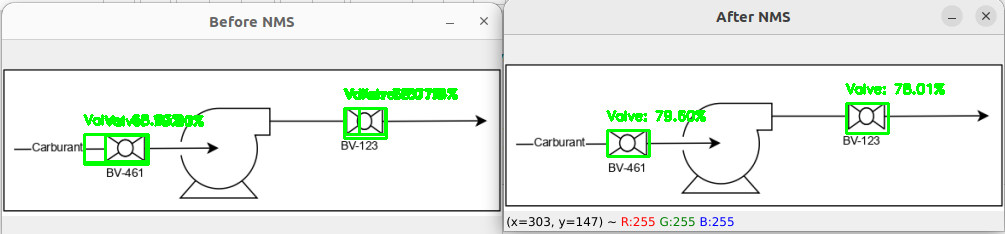 Before NMS
Carburant
BV-461
BV-123
After NMS
Valve: 78.01%
Valve: 79.60%
Carburant
BV-461
BV-123
(x=303, y=147) ~ R:255 G:255 B:255